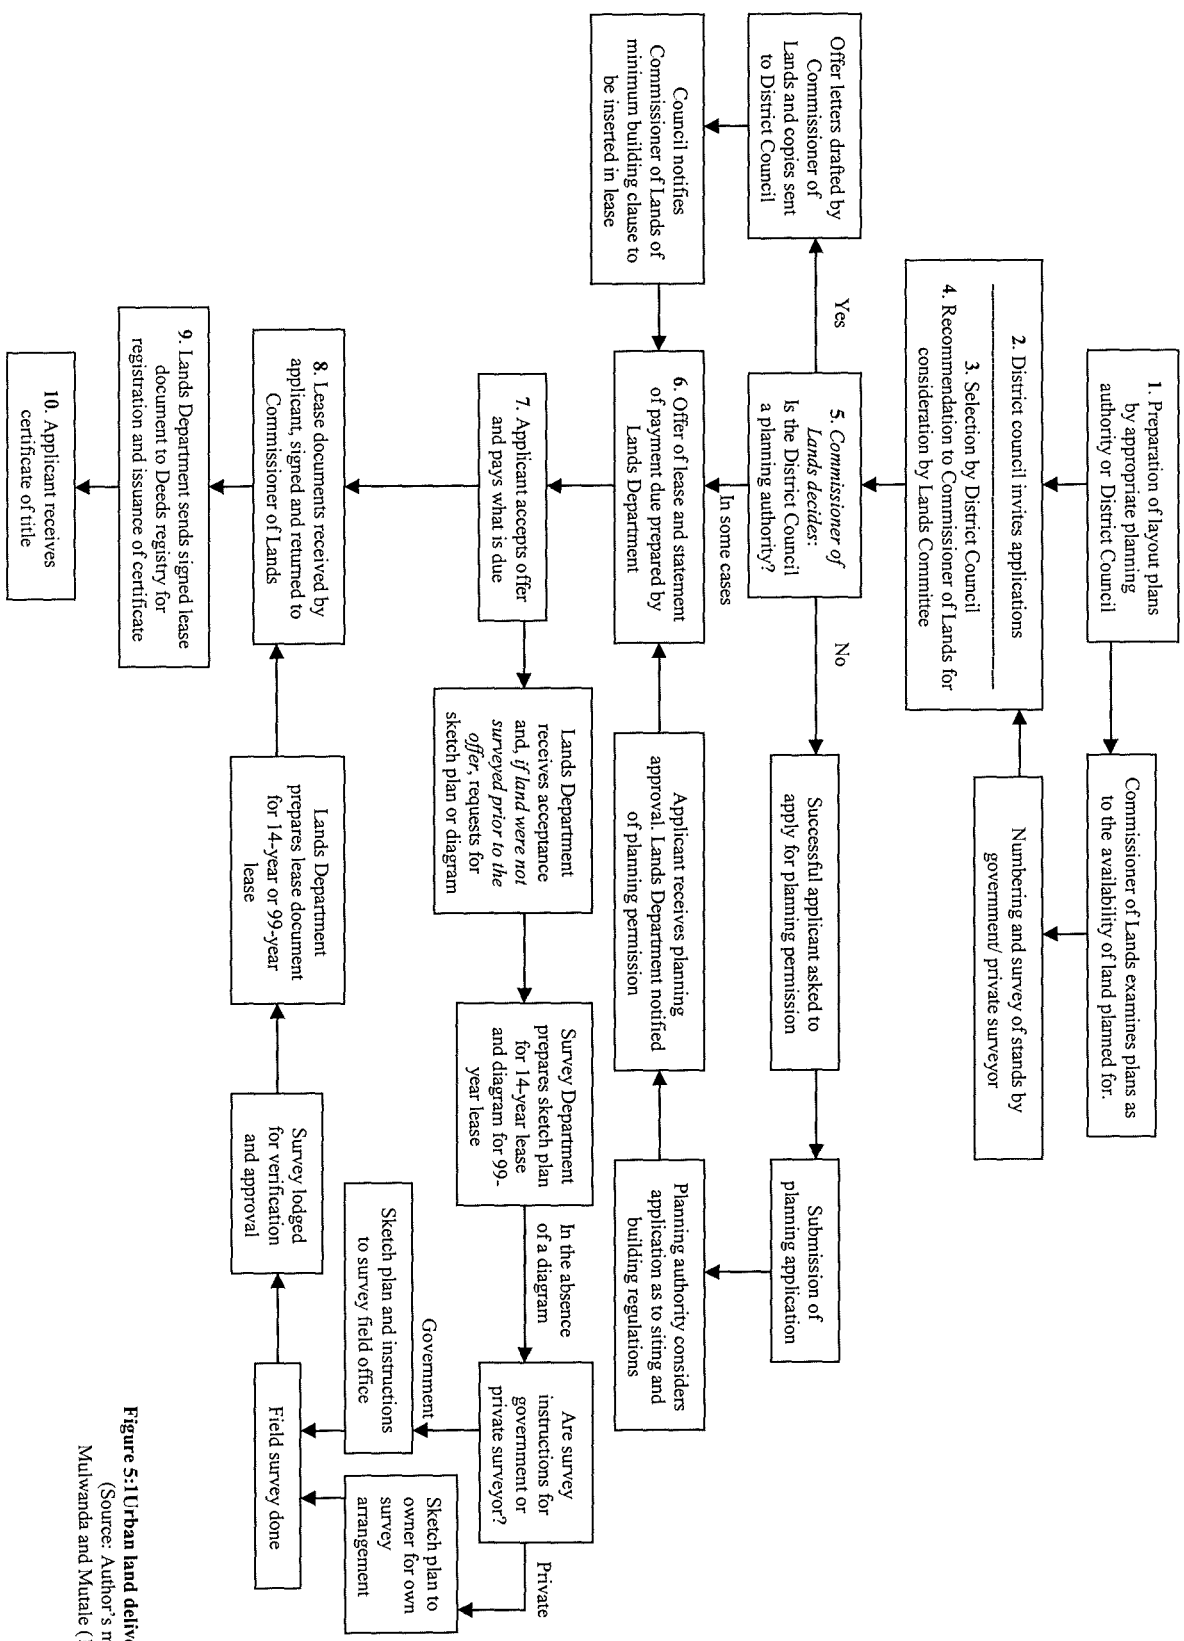 1. Preparation of layout plans
by appropriate planning
authority or District Council
Commissioner of Lands examines plans as
to the availability of land planned for.
2. District council invites applications
3. Selection by District Council
4. Recommendation to Commissioner of Lands for
consideration by Lands Committee
Numbering and survey of stands by
government/ private surveyor
Offer letters drafted by
Commissioner of
Lands and copies sent
to District Council
Yes
5. Commissioner of
Lands decides:
Is the District Council
a planning authority?
No
Successful applicant asked to
apply for planning permission
Submission of
planning application
In some cases
Council notifies
Commissioner of Lands of
minimum building clause to
be inserted in lease
6. Offer of lease and statement
of payment due prepared by
Lands Department
Applicant receives planning
approval. Lands Department notified
of planning permission
Planning authority considers
application as to siting and
building regulations
7. Applicant accepts offer
and pays what is due
Lands Department
receives acceptance
and, if land were not
surveyed prior to the
offer, requests for
sketch plan or diagram
Survey Department
prepares sketch plan
for 14-year lease
and diagram for 99-
year lease
In the absence
of a diagram
Are survey
instructions for
government or
private surveyor?
Government
Private
Sketch plan and instructions
to survey field office
Sketch plan to
owner for own
survey
arrangement
8. Lease documents received by
applicant, signed and returned to
Commissioner of Lands
Lands Department
prepares lease document
for 14-year or 99-year
lease
Survey lodged
for verification
and approval
Field survey done
9. Lands Department sends signed lease
document to Deeds registry for
registration and issuance of certificate
10. Applicant receives
certificate of title
Figure 5:1Urban land
(Source: Author's
Mulwanda and Mutale (